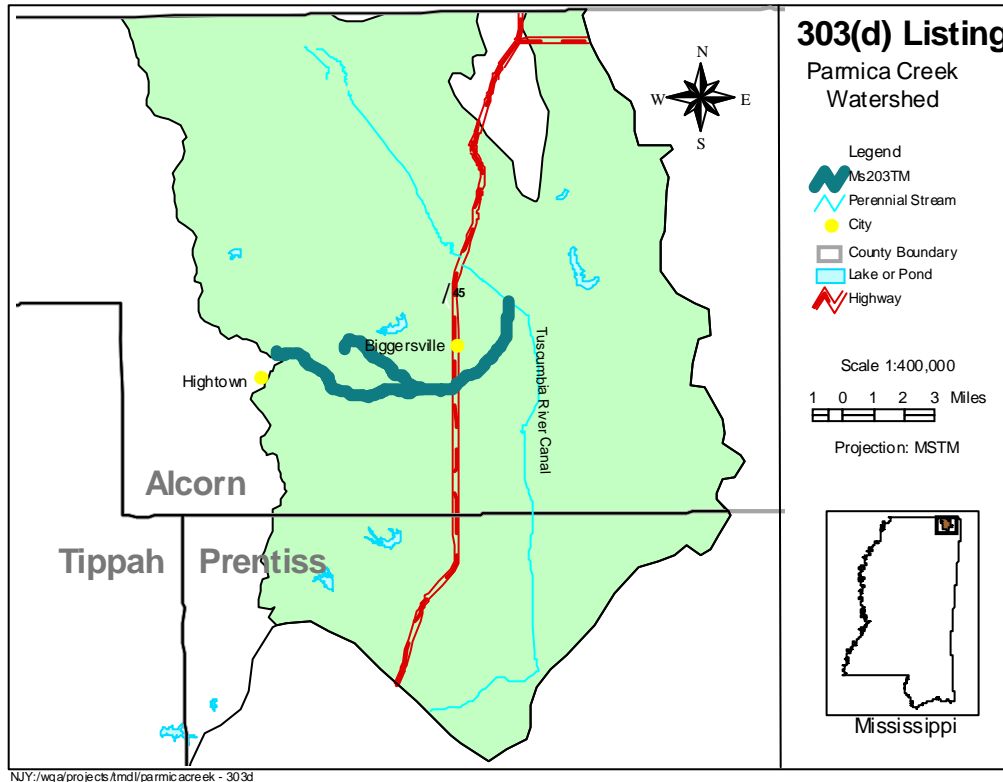 303(d) Listing
Parmica Creek
Watershed
N
W E
S
Legend
Ms203TM
Perennial Stream
City
County Boundary
Lake or Pond
Highway
45
Biggersville
Hightown
Tuscumbia River Canal
Scale 1:400,000
1 0 1 2 3 Miles
Projection: MSTM
Alcorn
Tippah Prentiss
Mississippi
NJY:/wqa/projects/tmdl/parmicacreek - 303d